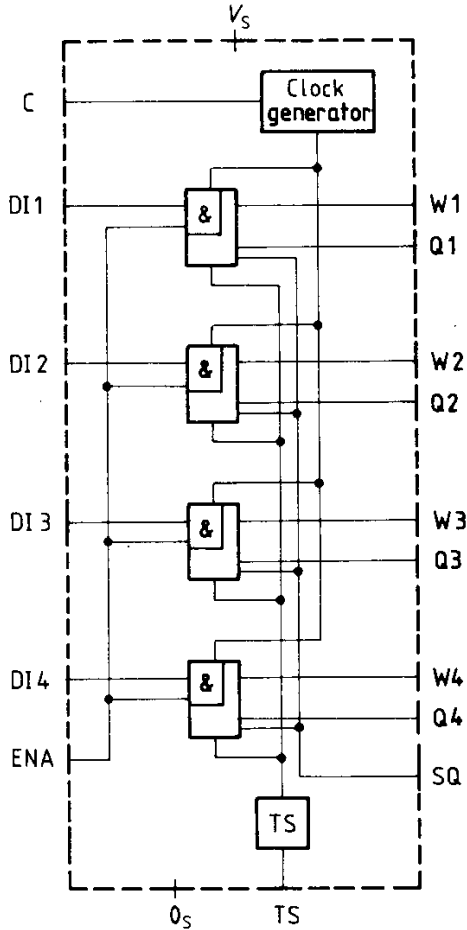 VS
C
Clock
generator
DI1
&
W1
Q1
DI2
&
W2
Q2
DI3
&
W3
Q3
DI4
&
W4
Q4
ENA
SQ
TS
0S
TS